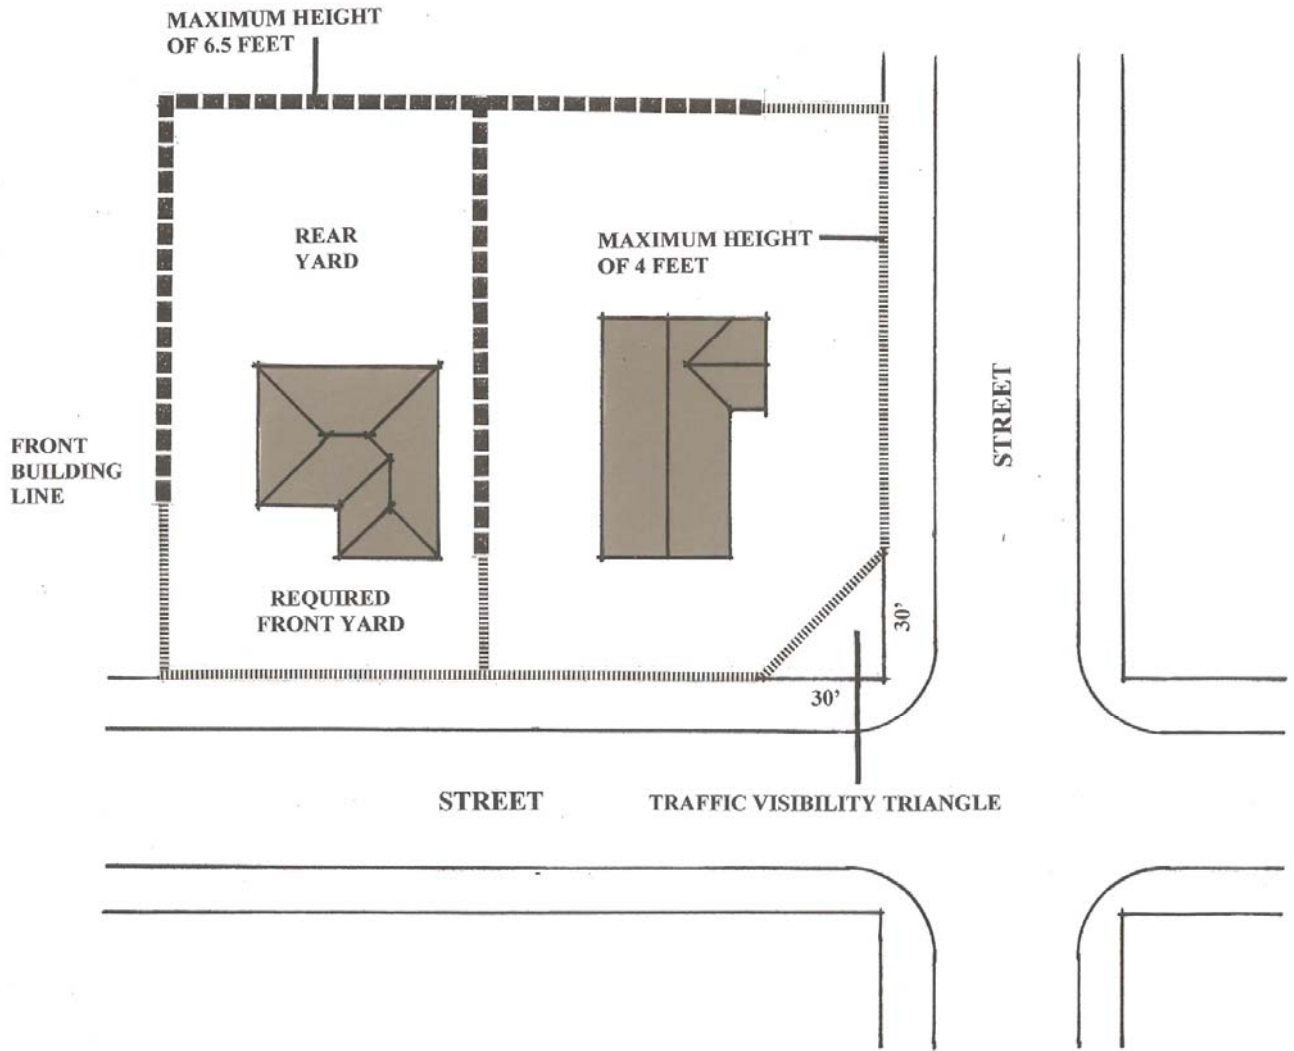 MAXIMUM HEIGHT
OF 6.5 FEET
REAR
YARD
MAXIMUM HEIGHT
OF 4 FEET
STREET
FRONT
BUILDING
LINE
REQUIRED
FRONT YARD
30’
30’
STREET
TRAFFIC VISIBILITY TRIANGLE